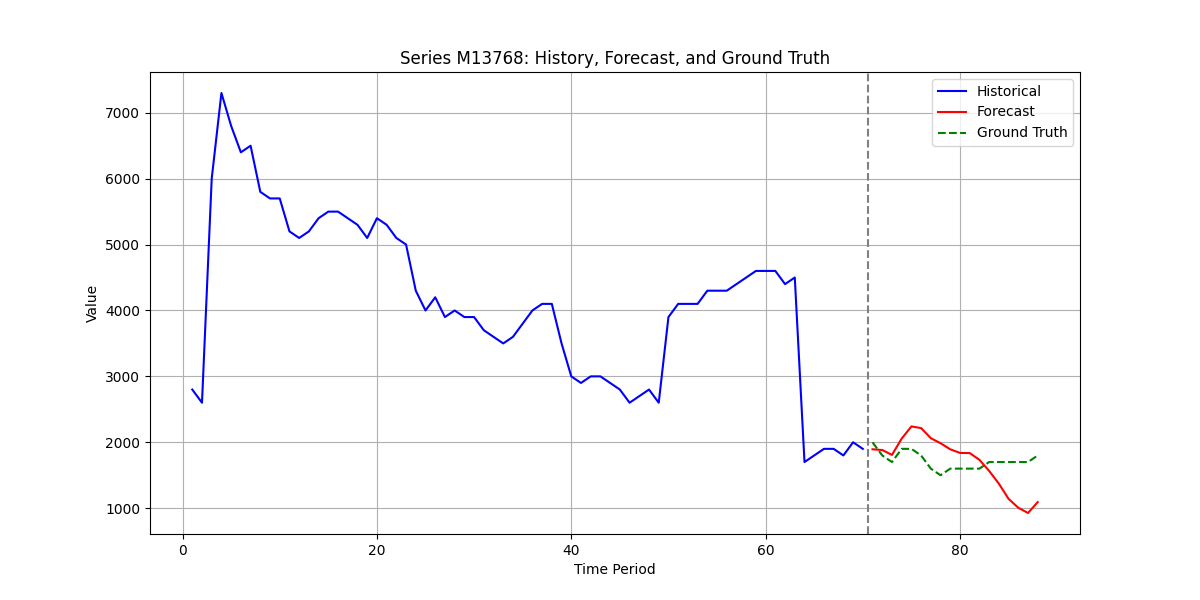 Series M13768: History, Forecast, and Ground Truth
Historical
Forecast
Ground Truth
7000
6000
5000
4000
3000
2000
1000
Value
0 20 40 60 80
Time Period